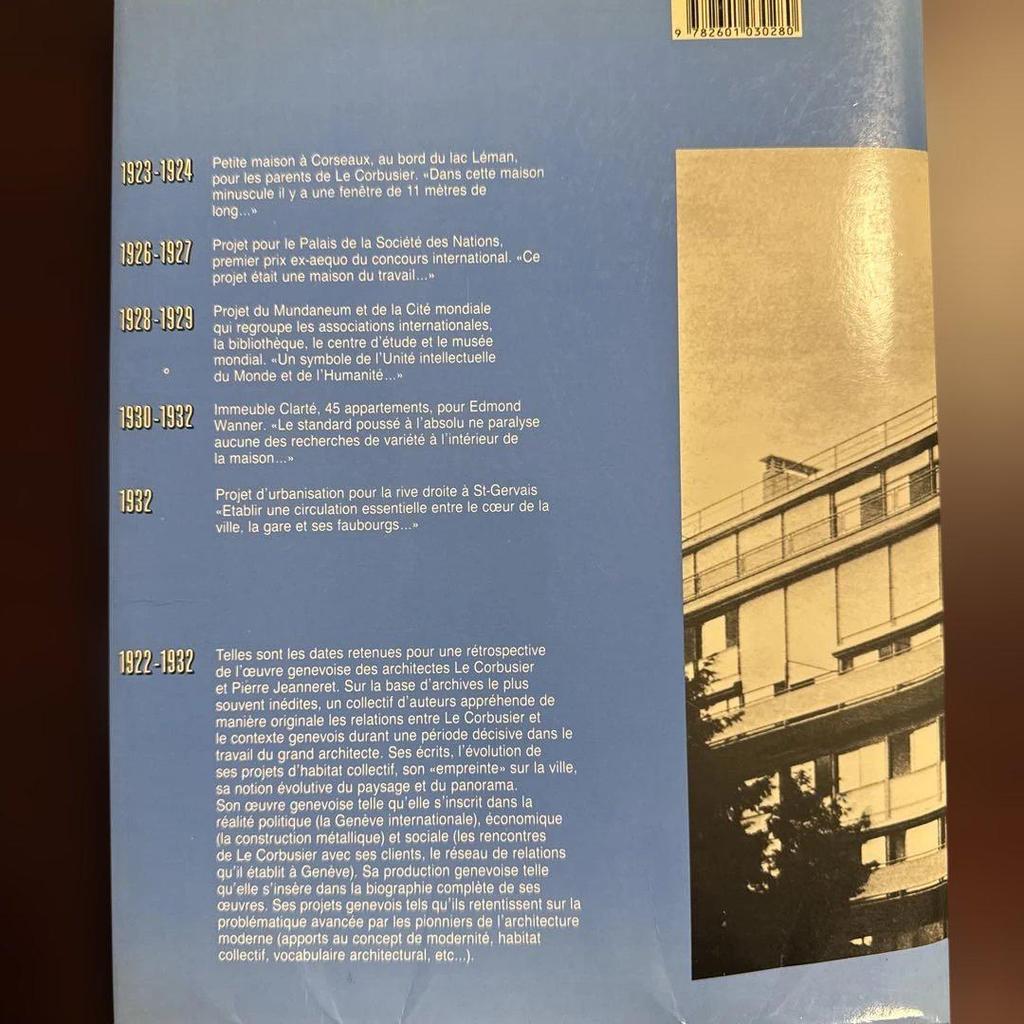 9 782601 030280
1923-1924
Petite maison à Corseaux, au bord du lac Léman,
pour les parents de Le Corbusier. «Dans cette maison
minuscule il y a une fenêtre de 11 mètres de
long...»
1926-1927
Projet pour le Palais de la Société des Nations,
premier prix ex-aequo du concours international. «Ce
projet était une maison du travail...»
1928-1929
Projet du Mundaneum et de la Cité mondiale
qui regroupe les associations internationales,
la bibliothèque, le centre d'étude et le musée
mondial. «Un symbole de l'Unité intellectuelle
du Monde et de l'Humanité...»
1930-1932
Immeuble Clarté, 45 appartements, pour Edmond
Wanner. «Le standard poussé à l'absolu ne paralyse
aucune des recherches de variété à l'intérieur de
la maison...»
1932
Projet d'urbanisation pour la rive droite à St-Gervais
«Etablir une circulation essentielle entre le cœur de la
ville, la gare et ses faubourgs...»
1922-1932
Telles sont les dates retenues pour une rétrospective
de l'œuvre genevoise des architectes Le Corbusier
et Pierre Jeanneret. Sur la base d'archives le plus
souvent inédites, un collectif d'auteurs appréhende de
manière originale les relations entre Le Corbusier et
le contexte genevois durant une période décisive dans le
travail du grand architecte. Ses écrits, l'évolution de
ses projets d'habitat collectif, son «empreinte» sur la ville,
sa notion évolutive du paysage et du panorama.
Son œuvre genevoise telle qu'elle s'inscrit dans la
réalité politique (la Genève internationale), économique
(la construction métallique) et sociale (les rencontres
de Le Corbusier avec ses clients, le réseau de relations
qu'il établit à Genève). Sa production genevoise telle
qu'elle s'insère dans la biographie complète de ses
œuvres. Ses projets genevois tels qu'ils retentissent sur la
problématique avancée par les pionniers de l'architecture
moderne (apports au concept de modernité, habitat
collectif, vocabulaire architectural, etc...).